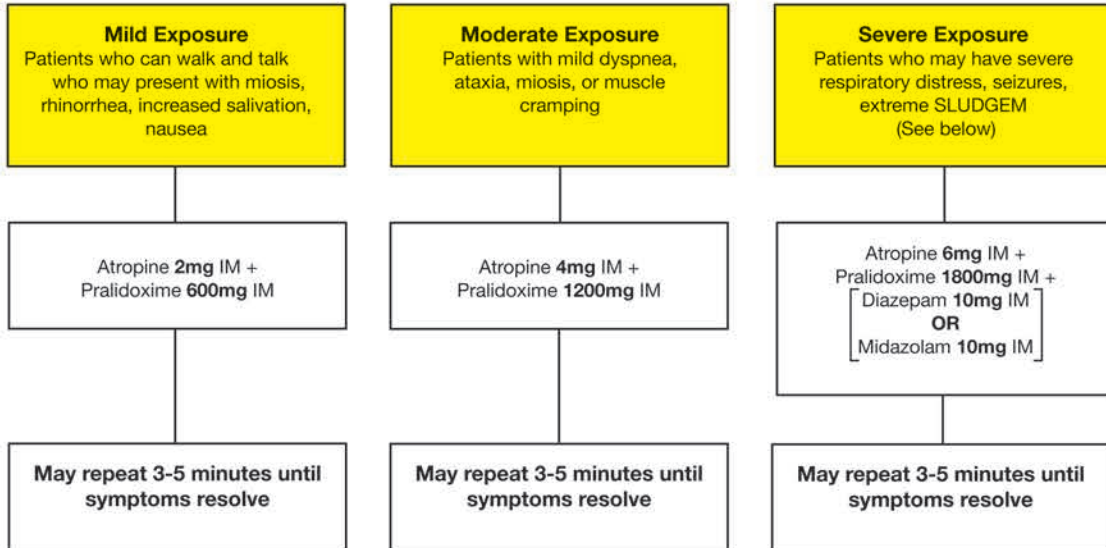 Mild Exposure
Patients who can walk and talk
who may present with miosis,
rhinorrhea, increased salivation,
nausea
Atropine 2mg IM +
Pralidoxime 600mg IM
May repeat 3-5 minutes until
symptoms resolve
Moderate Exposure
Patients with mild dyspnea,
ataxia, miosis, or muscle
cramping
Atropine 4mg IM +
Pralidoxime 1200mg IM
May repeat 3-5 minutes until
symptoms resolve
Severe Exposure
Patients who may have severe
respiratory distress, seizures,
extreme SLUDGEM
(See below)
Atropine 6mg IM +
Pralidoxime 1800mg IM +
[Diazepam 10mg IM
OR
Midazolam 10mg IM]
May repeat 3-5 minutes until
symptoms resolve